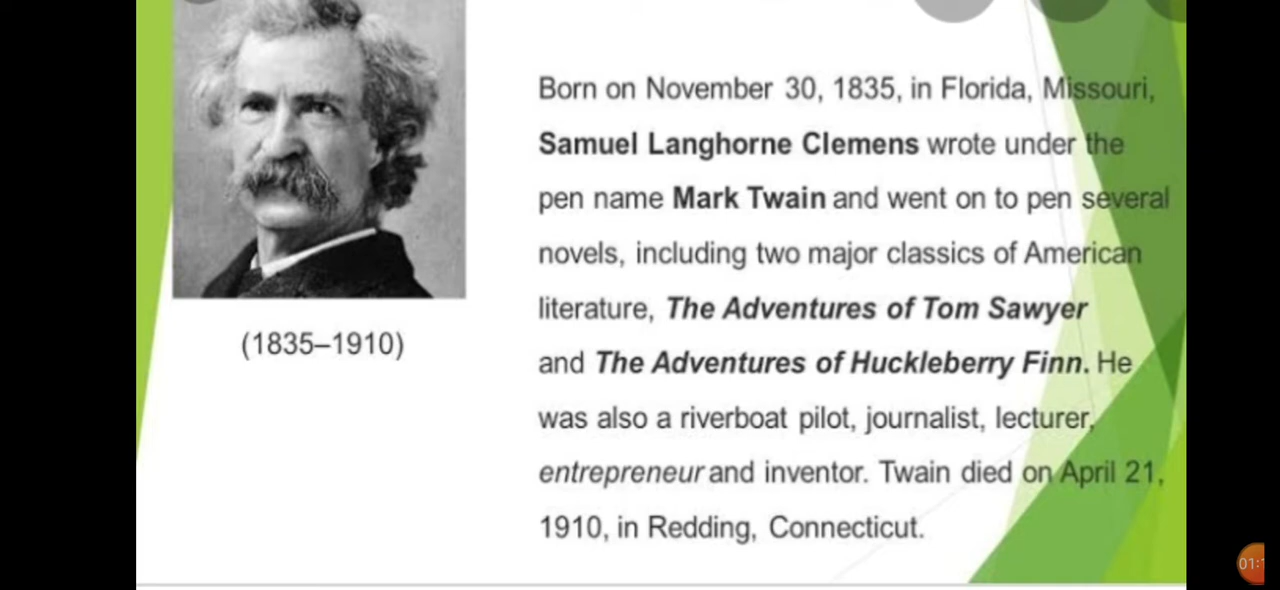 Born on November 30, 1835, in Florida, Missouri,
Samuel Langhorne Clemens wrote under the
pen name Mark Twain and went on to pen several
novels, including two major classics of American
literature, The Adventures of Tom Sawyer
and The Adventures of Huckleberry Finn. He
was also a riverboat pilot, journalist, lecturer,
entrepreneur and inventor. Twain died on April 21,
1910, in Redding, Connecticut.
(1835–1910)